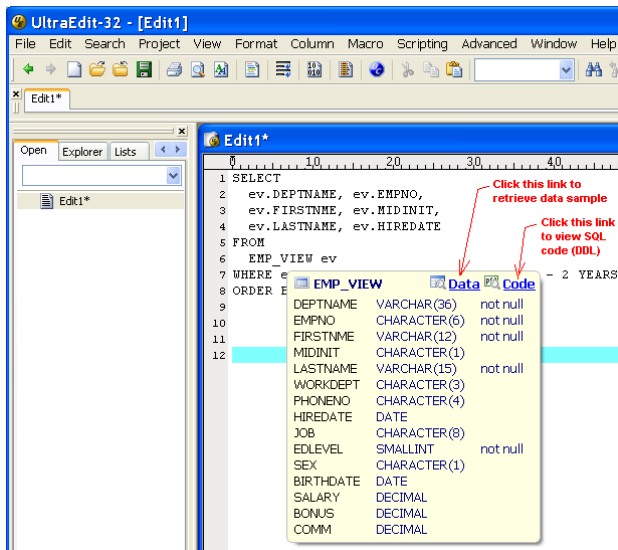 UltraEdit-32 - [Edit1]
File Edit Search Project View Format Column Macro Scripting Advanced Window Help
Edit1*
Open Explorer Lists
Edit1*
Edit1*
0 10 20 30 40
1 SELECT
2 ev.DEPTNAME, ev.EMPNO,
3 ev.FIRSTNME, ev.MIDINIT,
4 ev.LASTNAME, ev.HIREDATE
5 FROM
6 EMP_VIEW ev
7 WHERE e - 2 YEARS
8 ORDER B
9
10
11
12
Click this link to
retrieve data sample
Click this link
to view SQL
code (DDL)
EMP_VIEW Data Code
DEPTNAME VARCHAR(36) not null
EMPNO CHARACTER(6) not null
FIRSTNME VARCHAR(12) not null
MIDINIT CHARACTER(1)
LASTNAME VARCHAR(15) not null
WORKDEPT CHARACTER(3)
PHONENO CHARACTER(4)
HIREDATE DATE
JOB CHARACTER(8)
EDLEVEL SMALLINT not null
SEX CHARACTER(1)
BIRTHDATE DATE
SALARY DECIMAL
BONUS DECIMAL
COMM DECIMAL